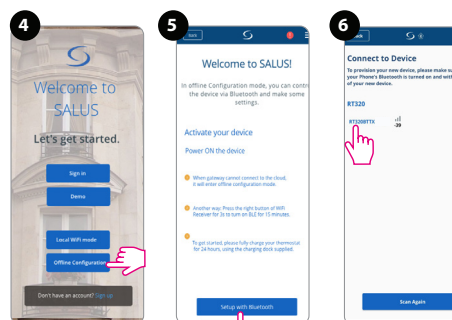 4
Welcome to
SALUS
Let's get started.
Sign in
Demo
Local WiFi mode
Offline Configuration
Don't have an account? Sign up
5
Back
Welcome to SALUS!
In offline Configuration mode, you can contr
the device via Bluetooth and make some
settings.
Activate your device
Power ON the device
When gateway cannot connect to the cloud,
it will enter offline configuration mode.
Another way: Press the right button of WiFi
Receiver for 3s to turn on BLE for 15 minutes.
To get started, please fully charge your thermostat
for 24 hours, using the charging dock supplied.
Setup with Bluetooth
6
Back
Connect to Device
To provision your new device, please make su
your Phone's Bluetooth is turned on and with
of your new device.
RT320
RT320BTTX
-39
Scan Again